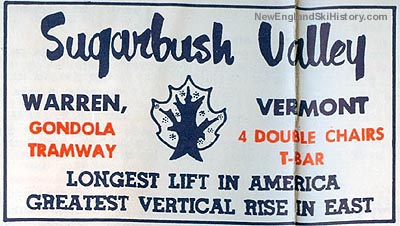 NewEnglandSkiHistory.com
Sugarbush Valley
WARREN, VERMONT
GONDOLA 4 DOUBLE CHAIRS
TRAMWAY T-BAR
LONGEST LIFT IN AMERICA
GREATEST VERTICAL RISE IN EAST